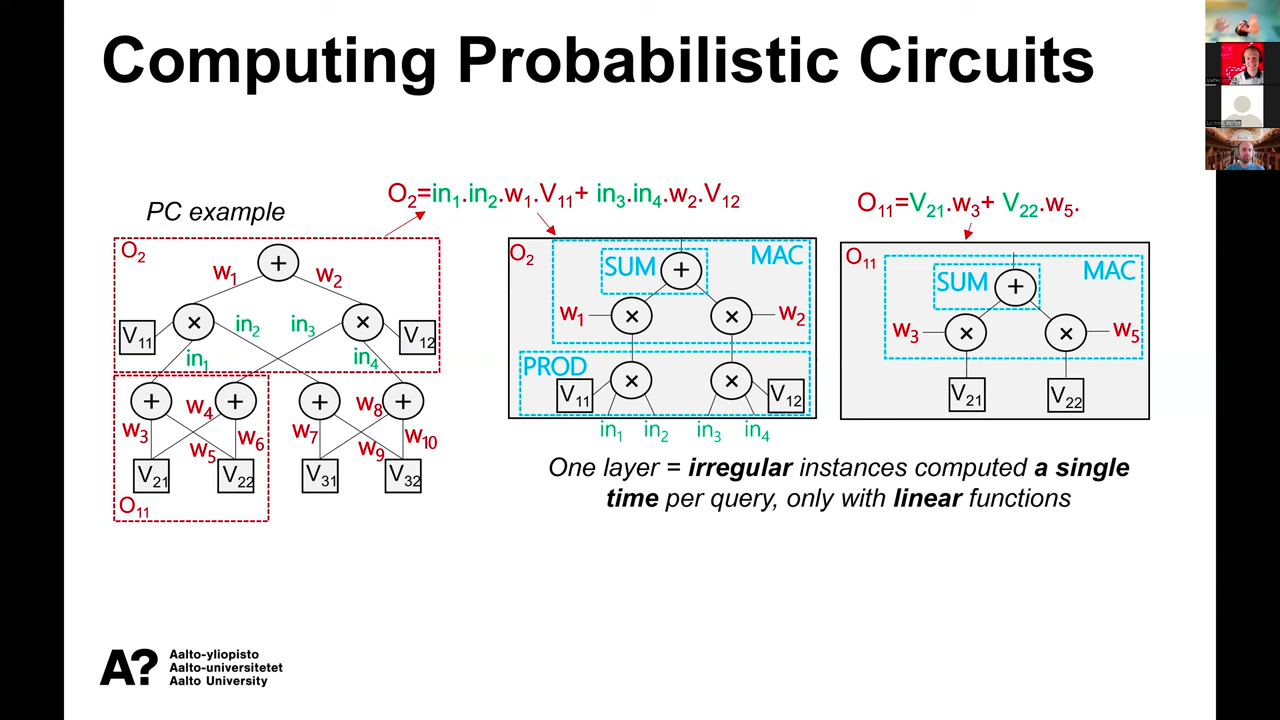 Computing Probabilistic Circuits
PC example
O₂=in₁.in₂.w₁.V₁₁+ in₃.in₄.w₂.V₁₂
O₁₁=V₂₁.w₃+ V₂₂.w₅.
O₂
+
w₁
w₂
V₁₁
×
in₂
in₃
×
V₁₂
in₁
in₄
+
+
+
+
w₄
w₈
w₃
w₅
w₆
w₇
w₉
w₁₀
V₂₁
V₂₂
V₃₁
V₃₂
O₁₁
O₂
SUM
+
MAC
w₁
×
×
w₂
PROD
V₁₁
×
×
V₁₂
in₁
in₂
in₃
in₄
O₁₁
SUM
+
MAC
w₃
×
×
w₅
V₂₁
V₂₂
One layer = irregular instances computed a single
time per query, only with linear functions
A?
Aalto-yliopisto
Aalto-universitetet
Aalto University